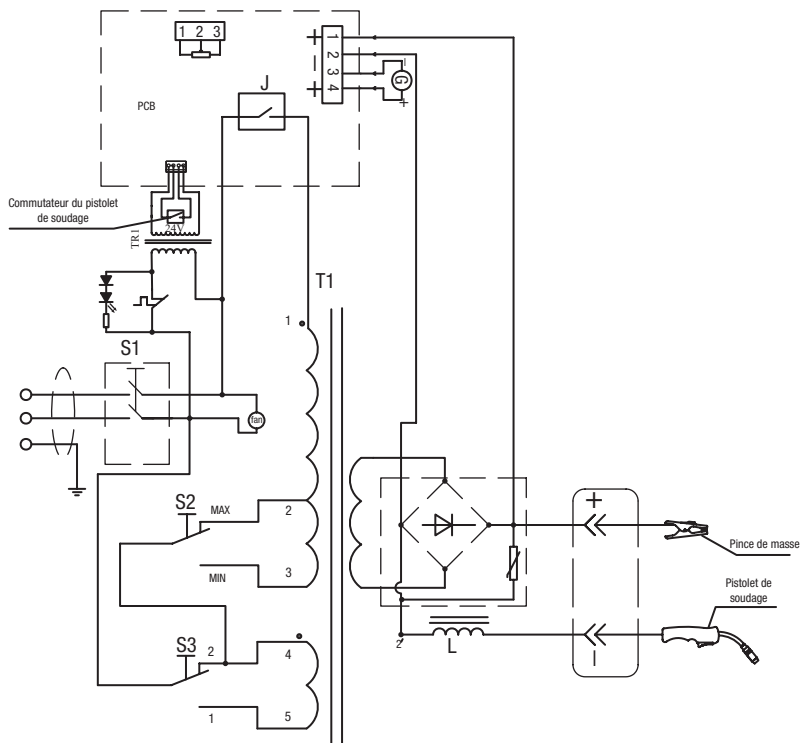 1 2 3
+ 1
2
| 3
+ 4
J
–
G
+
PCB
Commutateur du pistolet
de soudage
24V
TR1
T1
1
S1
fan
S2
MAX
2
MIN
3
+
Pince de masse
Pistolet de
soudage
S3
2
4
2
L
–
1
5